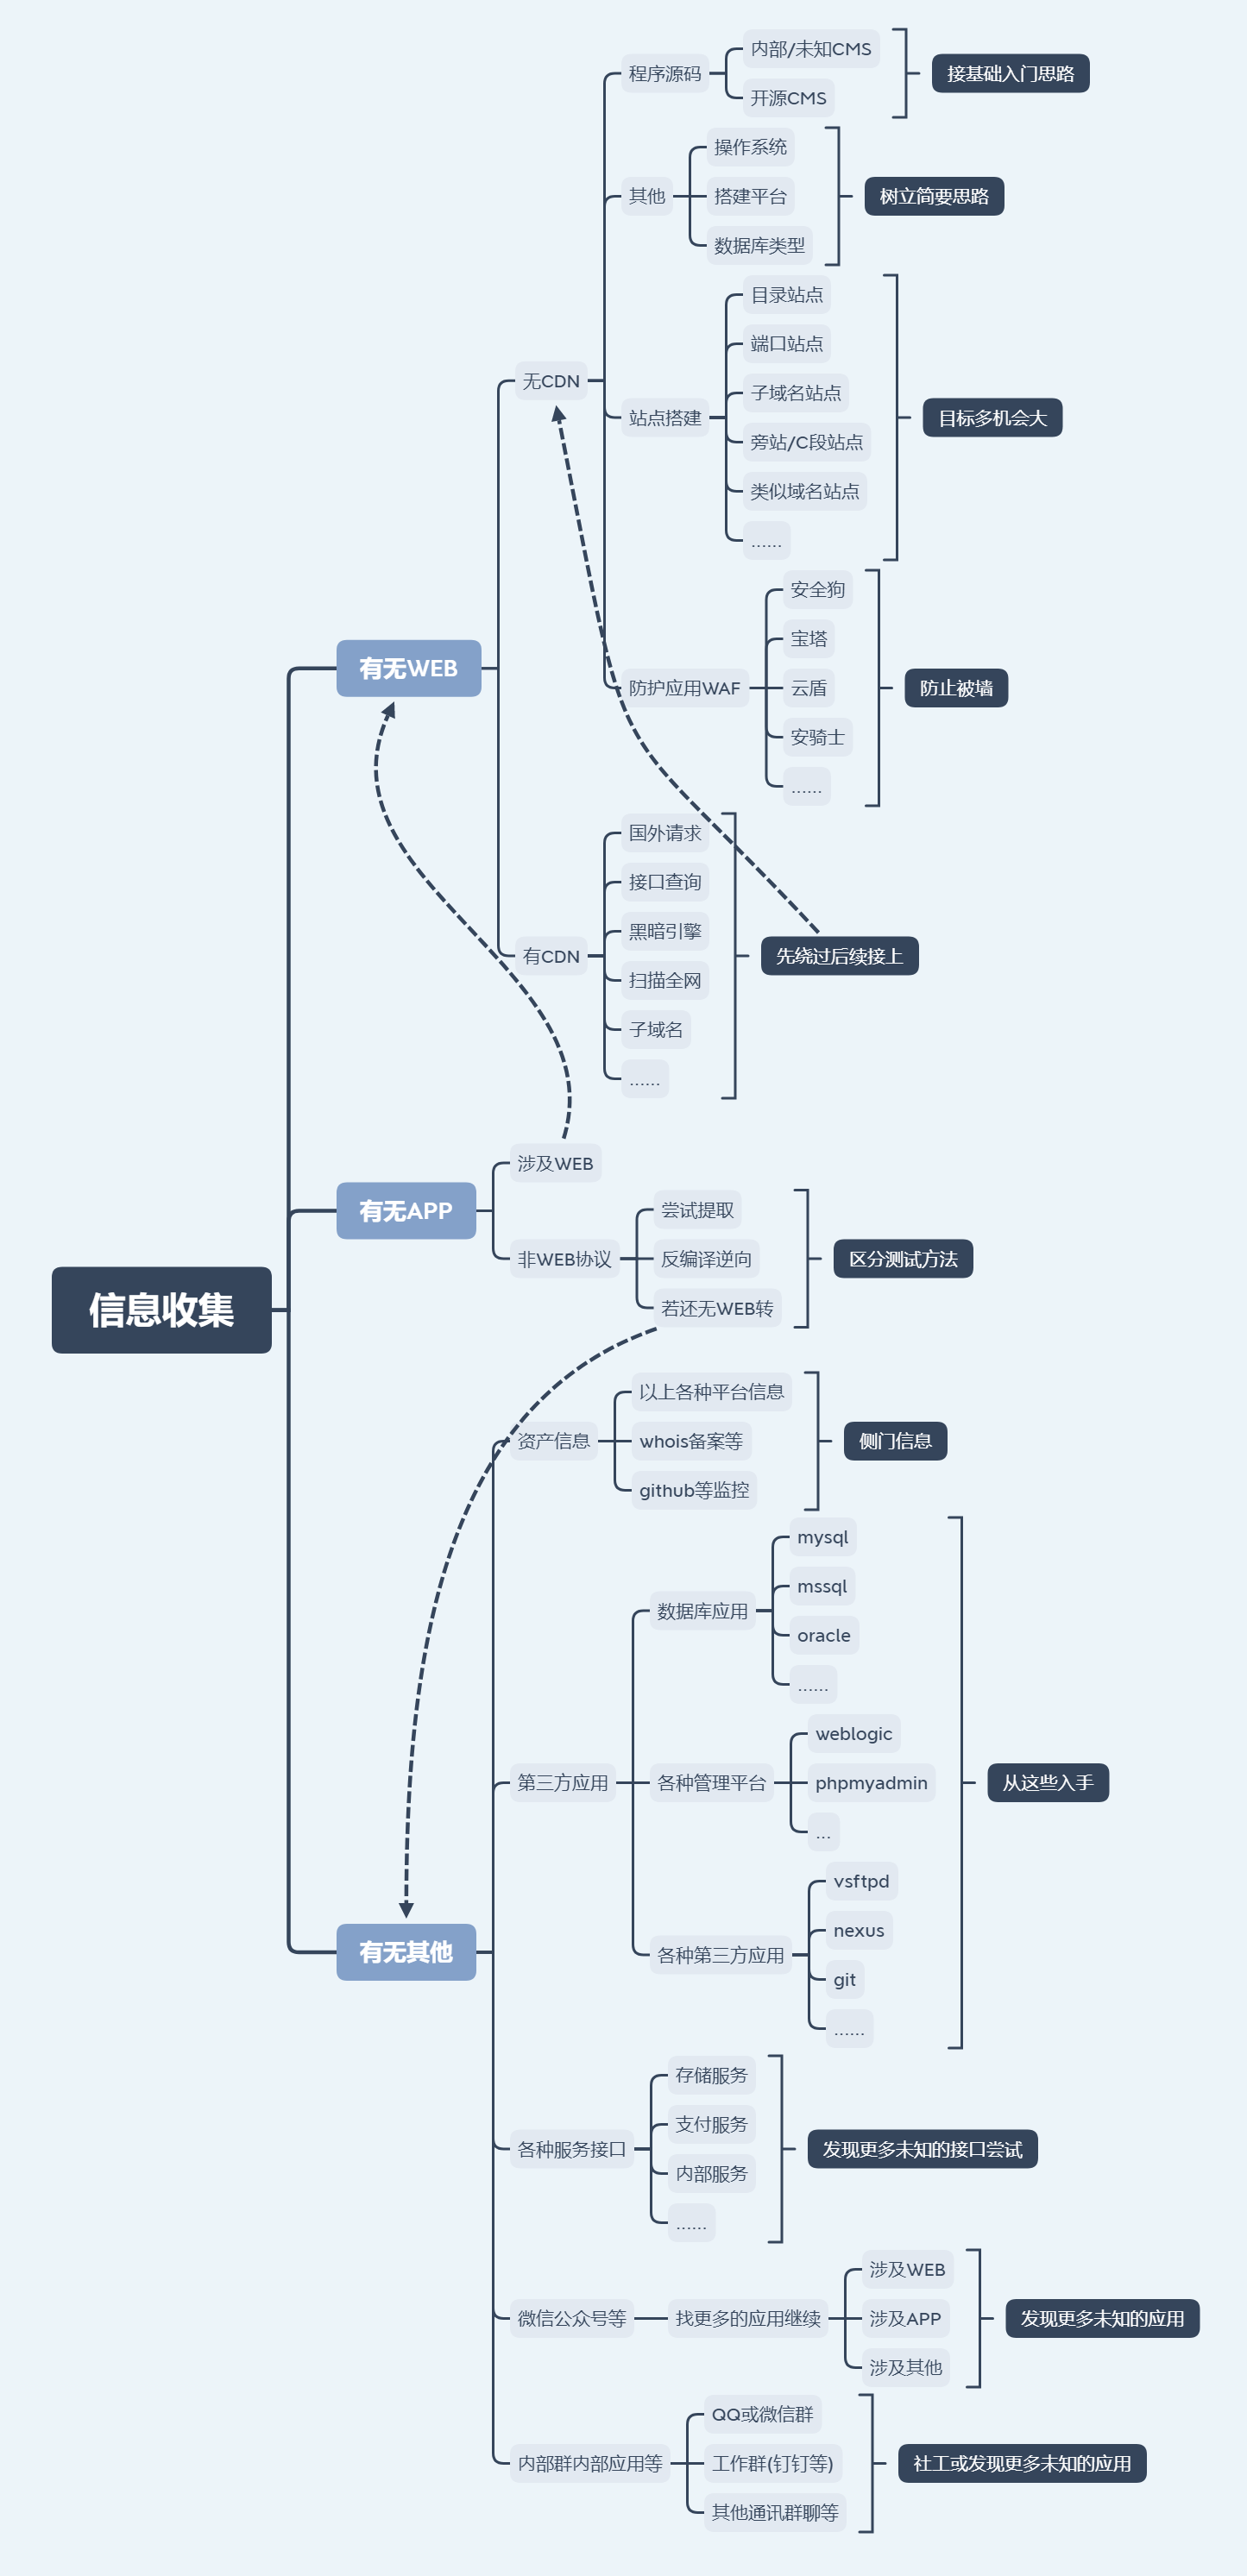 信息收集
有无WEB
无CDN
程序源码
内部/未知CMS
开源CMS
接基础入门思路
其他
操作系统
搭建平台
数据库类型
树立简要思路
站点搭建
目录站点
端口站点
子域名站点
旁站/C段站点
类似域名站点
......
目标多机会大
防护应用WAF
安全狗
宝塔
云盾
安骑士
......
防止被墙
有CDN
国外请求
接口查询
黑暗引擎
扫描全网
子域名
......
先绕过后续接上
有无APP
涉及WEB
非WEB协议
尝试提取
反编译逆向
若还无WEB转
区分测试方法
有无其他
资产信息
以上各种平台信息
whois备案等
github等监控
侧门信息
第三方应用
数据库应用
mysql
mssql
oracle
......
各种管理平台
weblogic
phpmyadmin
...
各种第三方应用
vsftpd
nexus
git
......
从这些入手
各种服务接口
存储服务
支付服务
内部服务
......
发现更多未知的接口尝试
微信公众号等
找更多的应用继续
涉及WEB
涉及APP
涉及其他
发现更多未知的应用
内部群内部应用等
QQ或微信群
工作群(钉钉等)
其他通讯群聊等
社工或发现更多未知的应用